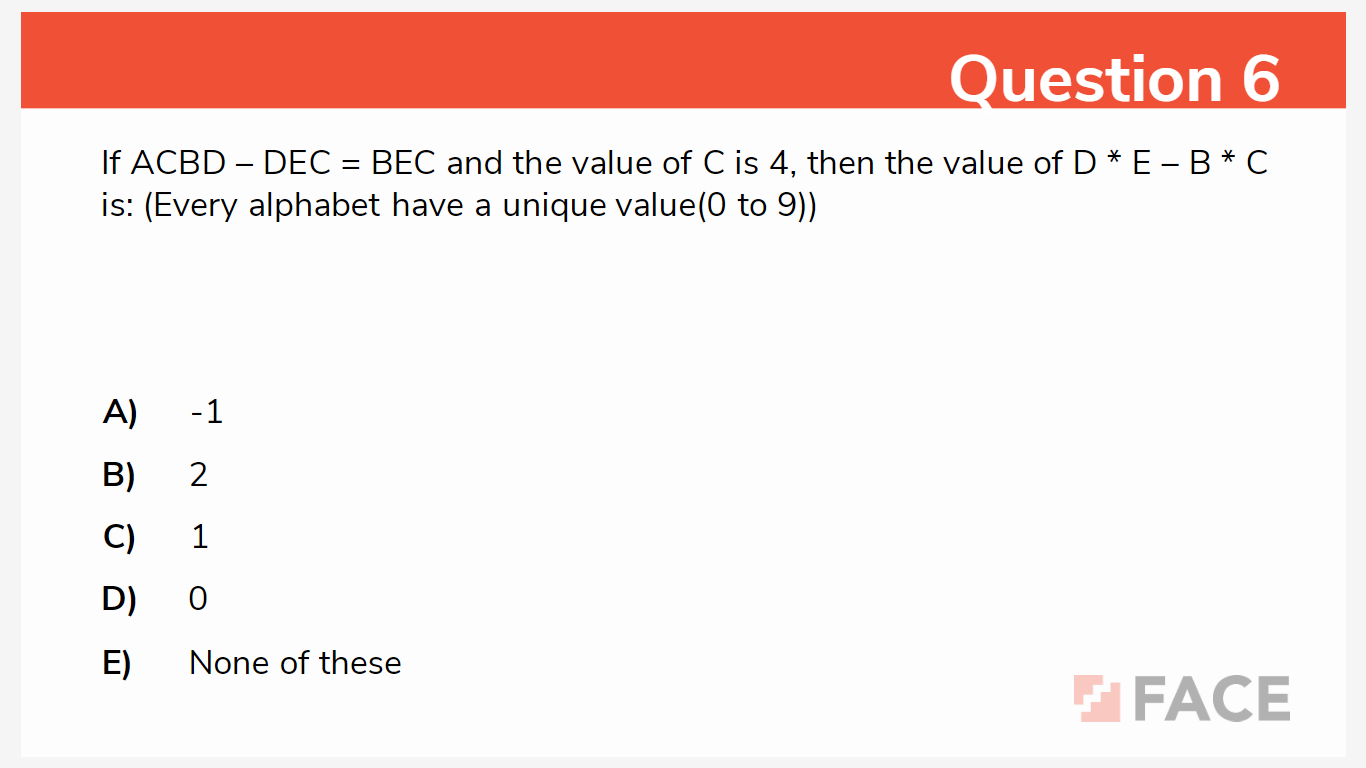 Question 6
If ACBD – DEC = BEC and the value of C is 4, then the value of D * E – B * C
is: (Every alphabet have a unique value(0 to 9))
A) -1
B) 2
C) 1
D) 0
E) None of these
FACE